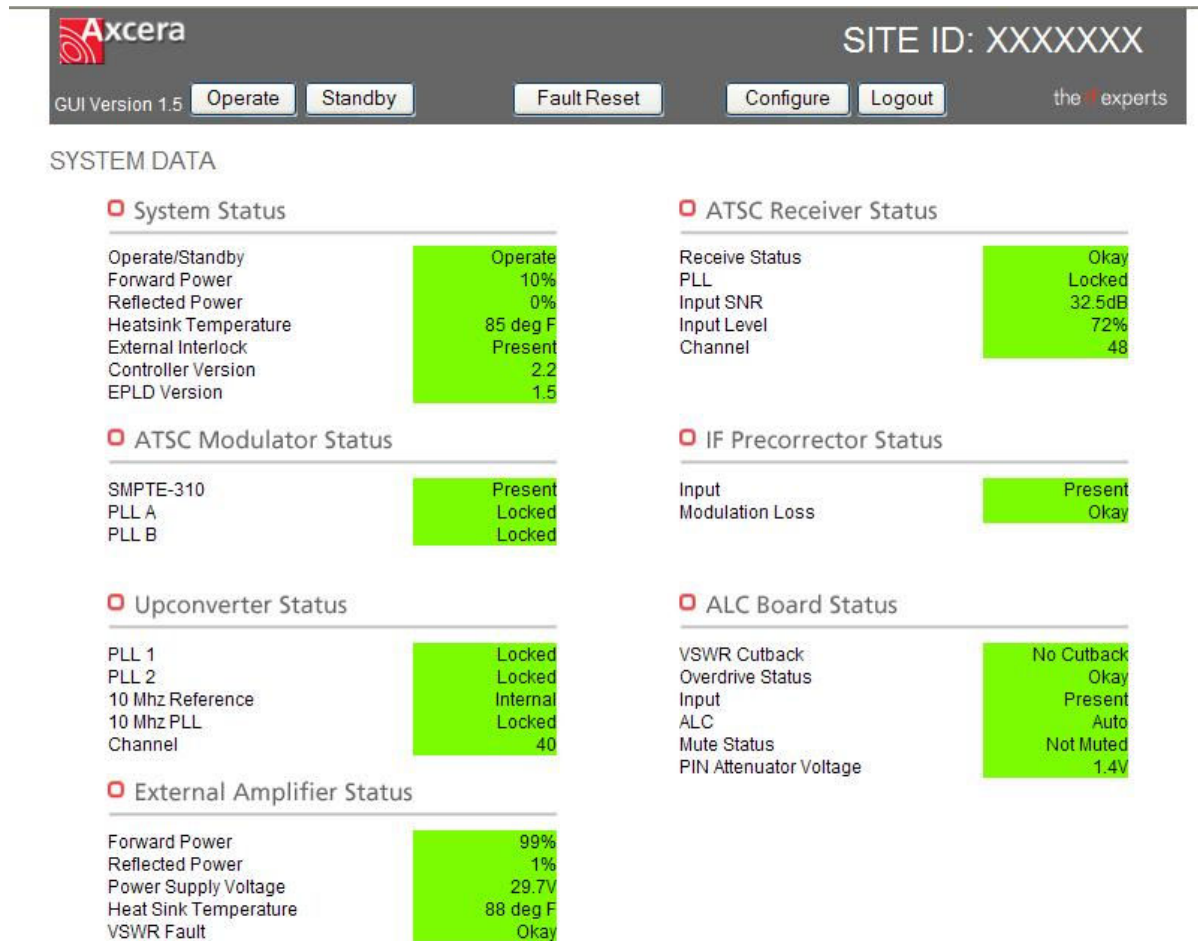 Axcera
SITE ID: XXXXXXX
GUI Version 1.5 Operate Standby Fault Reset Configure Logout the rf experts
SYSTEM DATA
System Status
Operate/Standby Operate
Forward Power 10%
Reflected Power 0%
Heatsink Temperature 85 deg F
External Interlock Present
Controller Version 2.2
EPLD Version 1.5
ATSC Receiver Status
Receive Status Okay
PLL Locked
Input SNR 32.5dB
Input Level 72%
Channel 48
ATSC Modulator Status
SMPTE-310 Present
PLL A Locked
PLL B Locked
IF Precorrector Status
Input Present
Modulation Loss Okay
Upconverter Status
PLL 1 Locked
PLL 2 Locked
10 Mhz Reference Internal
10 Mhz PLL Locked
Channel 40
ALC Board Status
VSWR Cutback No Cutback
Overdrive Status Okay
Input Present
ALC Auto
Mute Status Not Muted
PIN Attenuator Voltage 1.4V
External Amplifier Status
Forward Power 99%
Reflected Power 1%
Power Supply Voltage 29.7V
Heat Sink Temperature 88 deg F
VSWR Fault Okay